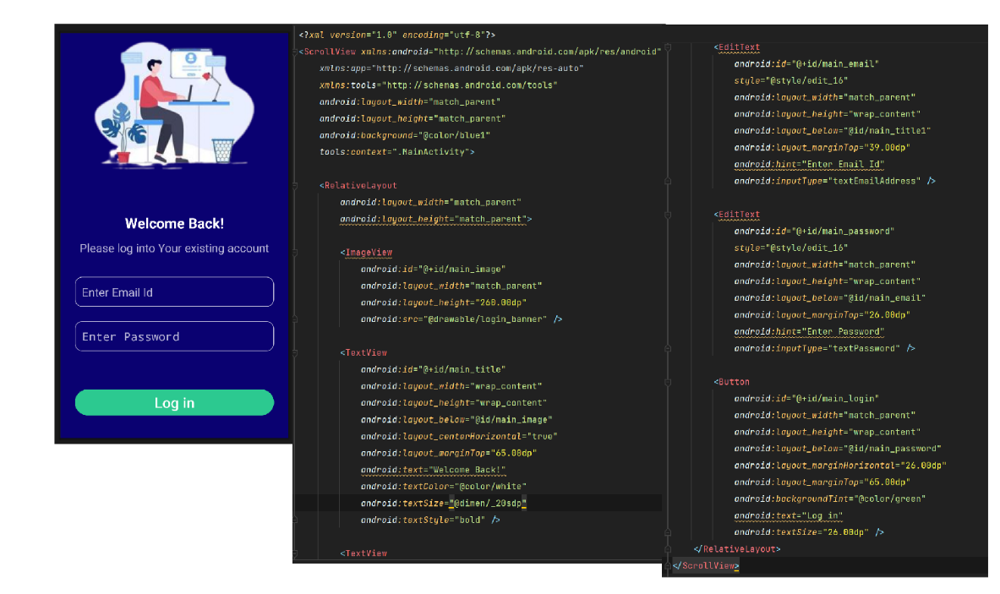 Welcome Back!
Please log into Your existing account
Enter Email Id
Enter Password
Log in
<?xml version="1.0" encoding="utf-8"?>
<ScrollView xmlns:android="http://schemas.android.com/apk/res/android"
xmlns:app="http://schemas.android.com/apk/res-auto"
xmlns:tools="http://schemas.android.com/tools"
android:layout_width="match_parent"
android:layout_height="match_parent"
android:background="@color/blue1"
tools:context=".MainActivity">
<RelativeLayout
android:layout_width="match_parent"
android:layout_height="match_parent">
<ImageView
android:id="@+id/main_image"
android:layout_width="match_parent"
android:layout_height="260.00dp"
android:src="@drawable/login_banner" />
<TextView
android:id="@+id/main_title"
android:layout_width="wrap_content"
android:layout_height="wrap_content"
android:layout_below="@id/main_image"
android:layout_centerHorizontal="true"
android:layout_marginTop="65.00dp"
android:text="Welcome Back!"
android:textColor="@color/white"
android:textSize="@dimen/_20sdp"
android:textStyle="bold" />
<TextView
<EditText
android:id="@+id/main_email"
style="@style/edit_16"
android:layout_width="match_parent"
android:layout_height="wrap_content"
android:layout_below="@id/main_title1"
android:layout_marginTop="39.00dp"
android:hint="Enter Email Id"
android:inputType="textEmailAddress" />
<EditText
android:id="@+id/main_password"
style="@style/edit_16"
android:layout_width="match_parent"
android:layout_height="wrap_content"
android:layout_below="@id/main_email"
android:layout_marginTop="26.00dp"
android:hint="Enter Password"
android:inputType="textPassword" />
<Button
android:id="@+id/main_login"
android:layout_width="match_parent"
android:layout_height="wrap_content"
android:layout_below="@id/main_password"
android:layout_marginHorizontal="26.00dp"
android:layout_marginTop="65.00dp"
android:backgroundTint="@color/green"
android:text="Log in"
android:textSize="26.00dp" />
</RelativeLayout>
</ScrollView>